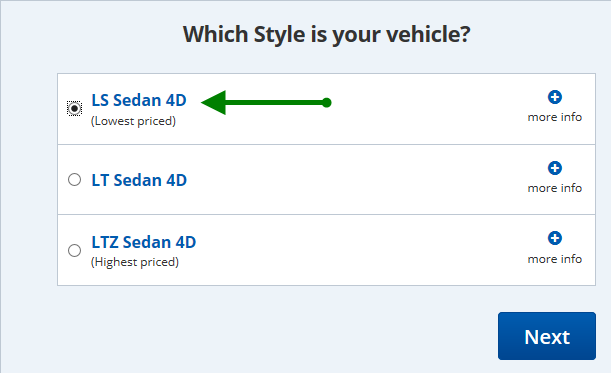 Which Style is your vehicle?
LS Sedan 4D
(Lowest priced)
more info
LT Sedan 4D
more info
LTZ Sedan 4D
(Highest priced)
more info
Next